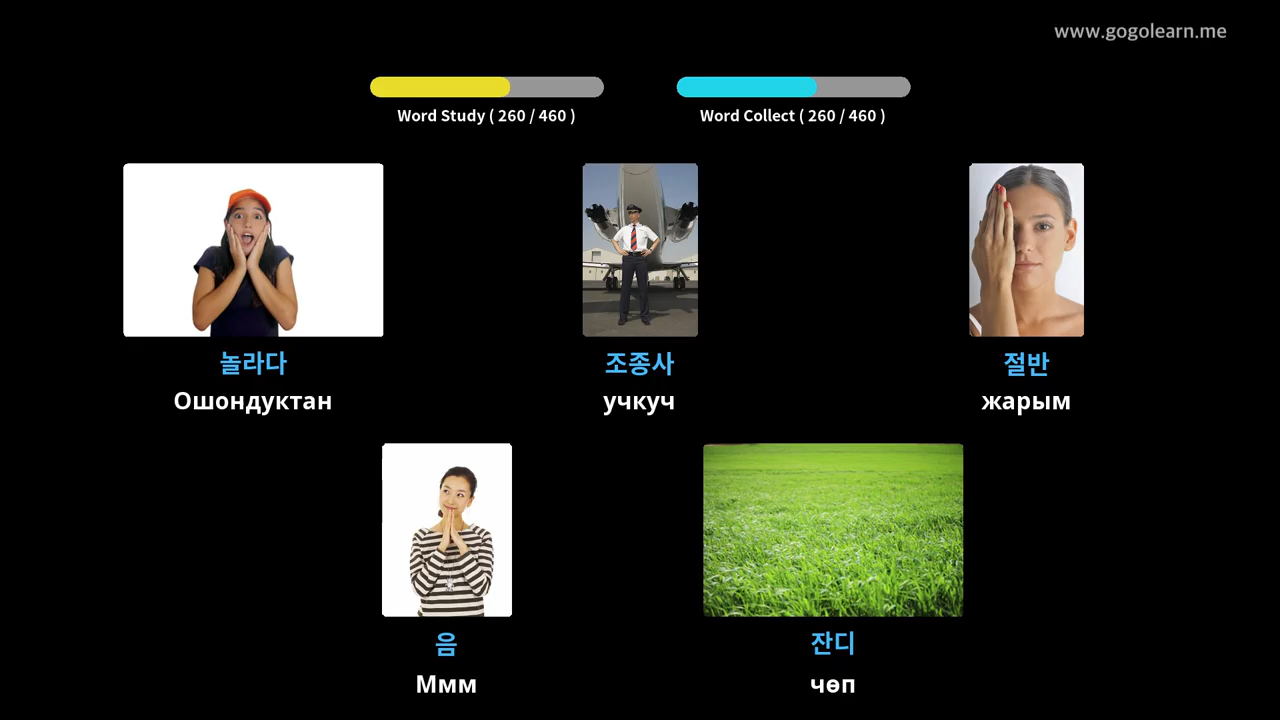 www.gogolearn.me
Word Study ( 260 / 460 )
Word Collect ( 260 / 460 )
놀라다
조종사
절반
Ошондуктан
учкуч
жарым
음
잔디
Ммм
чөп